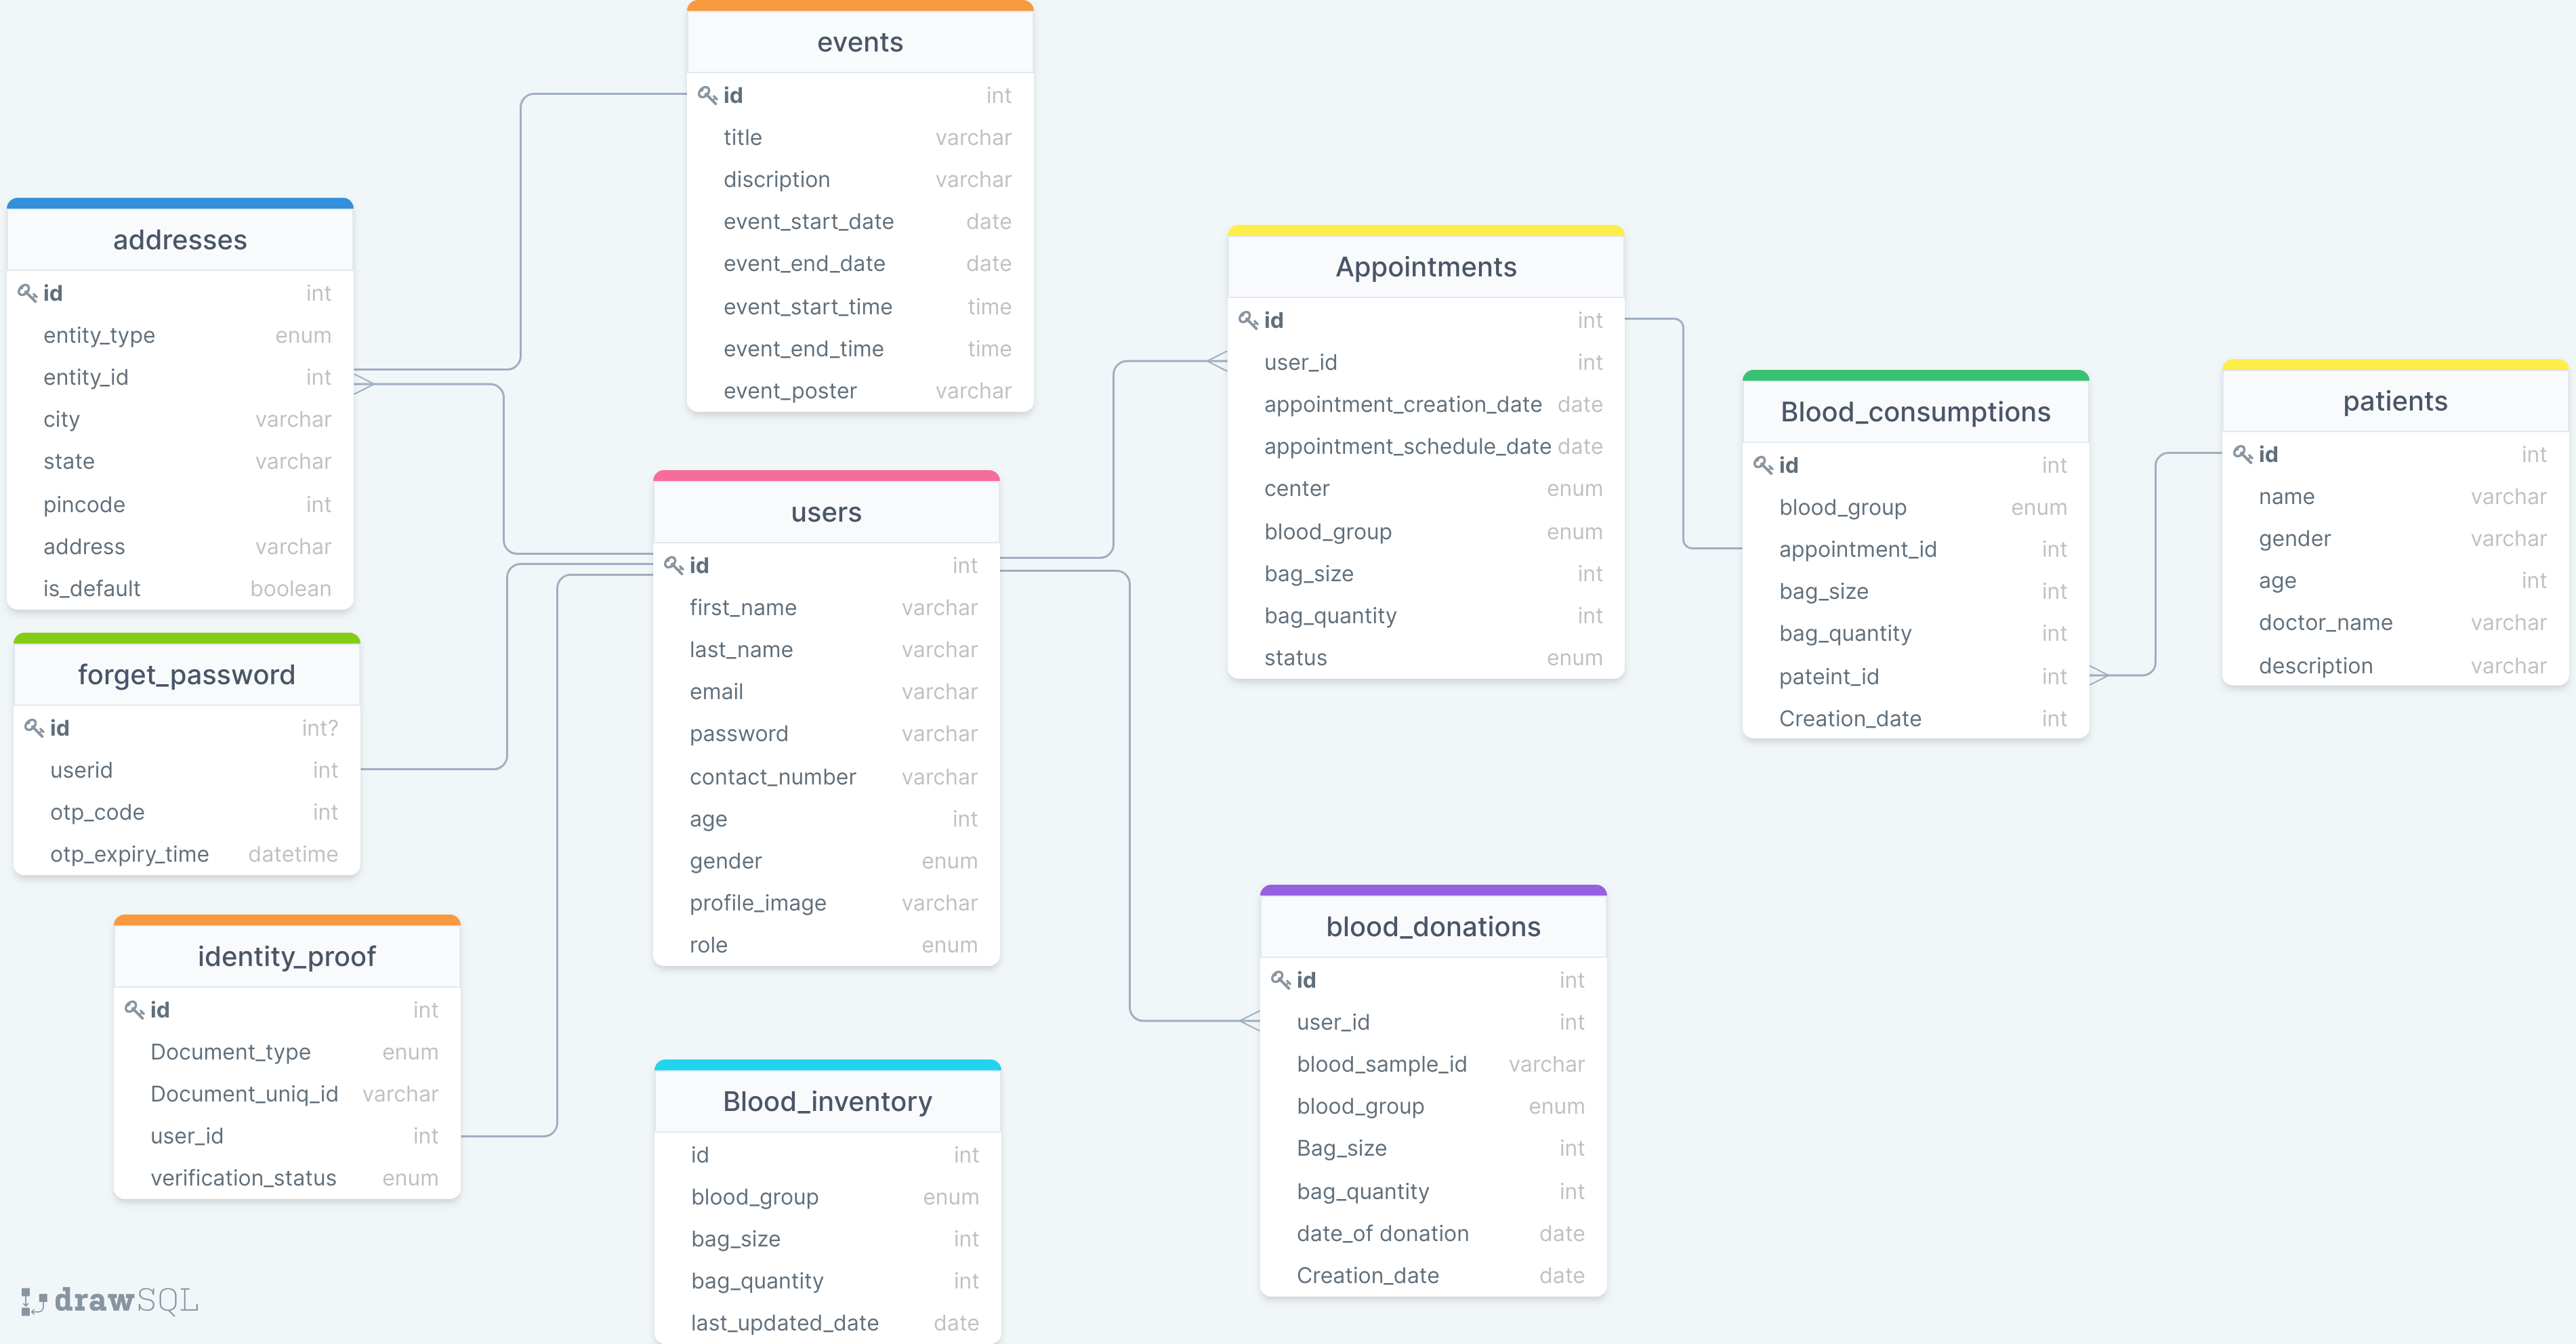 events
id int
title varchar
discription varchar
event_start_date date
event_end_date date
event_start_time time
event_end_time time
event_poster varchar
addresses
id int
entity_type enum
entity_id int
city varchar
state varchar
pincode int
address varchar
is_default boolean
forget_password
id int?
userid int
otp_code int
otp_expiry_time datetime
identity_proof
id int
Document_type enum
Document_uniq_id varchar
user_id int
verification_status enum
users
id int
first_name varchar
last_name varchar
email varchar
password varchar
contact_number varchar
age int
gender enum
profile_image varchar
role enum
Blood_inventory
id int
blood_group enum
bag_size int
bag_quantity int
last_updated_date date
Appointments
id int
user_id int
appointment_creation_date date
appointment_schedule_date date
center enum
blood_group enum
bag_size int
bag_quantity int
status enum
blood_donations
id int
user_id int
blood_sample_id varchar
blood_group enum
Bag_size int
bag_quantity int
date_of donation date
Creation_date date
Blood_consumptions
id int
blood_group enum
appointment_id int
bag_size int
bag_quantity int
pateint_id int
Creation_date int
patients
id int
name varchar
gender varchar
age int
doctor_name varchar
description varchar
drawSQL